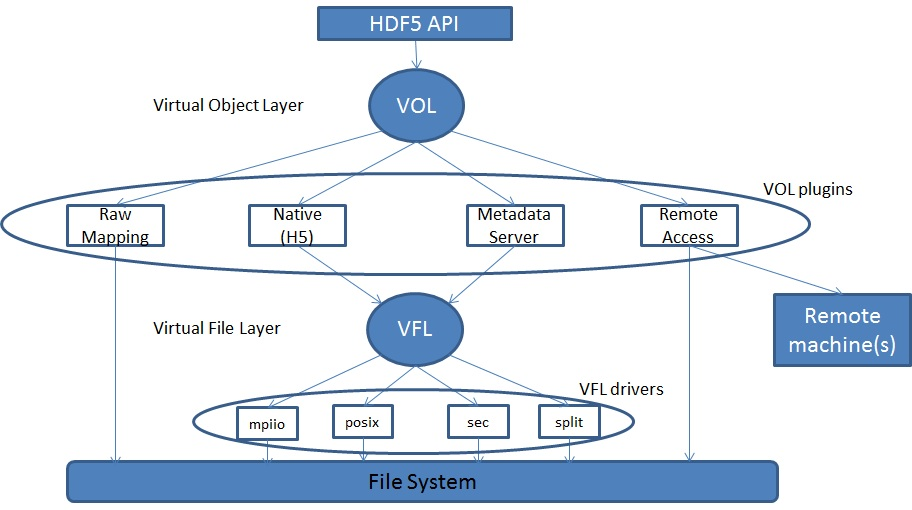 HDF5 API
Virtual Object Layer
VOL
VOL plugins
Raw
Mapping
Native
(H5)
Metadata
Server
Remote
Access
Virtual File Layer
VFL
Remote
machine(s)
VFL drivers
mpiio
posix
sec
split
File System